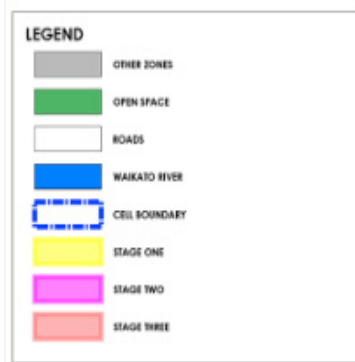 LEGEND
OTHER ZONES
OPEN SPACE
ROADS
WAIKATO RIVER
CELL BOUNDARY
STAGE ONE
STAGE TWO
STAGE THREE